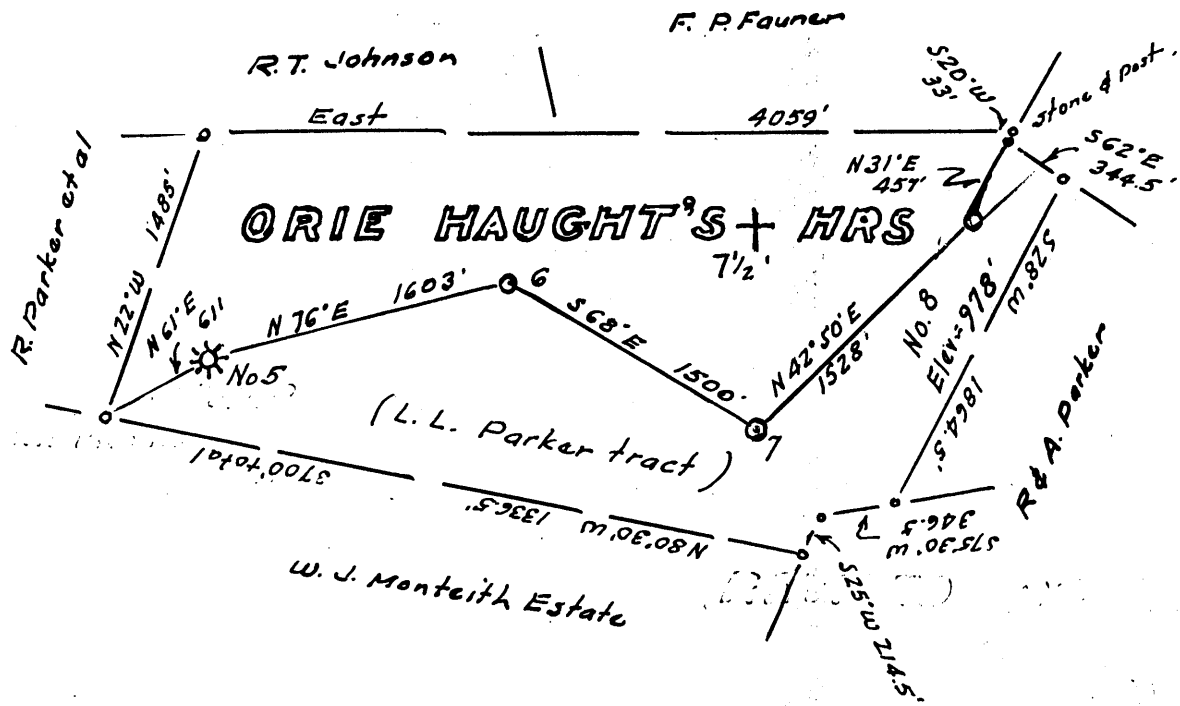 F. P. Fauner
R. T. Johnson
S20°W
33'
Stone & Post.
East
4059'
S62°E
344.5'
R. Parker et al
1485'
N22°W
N31°E
457'
ORIE HAUGHT'S + HRS
7½'
N61°E
611
No5
N 76°E
1603'
6
S68°E
1500'
7
N42°50'E
1528'
No. 8
Elev= 978'
S28°W
1864.5'
R & A. Parker
(L. L. Parker tract)
3700' total
1336.5'
N80°30'W
S75°30'W
346.5
S25°W 214.5'
W. J. Monteith Estate